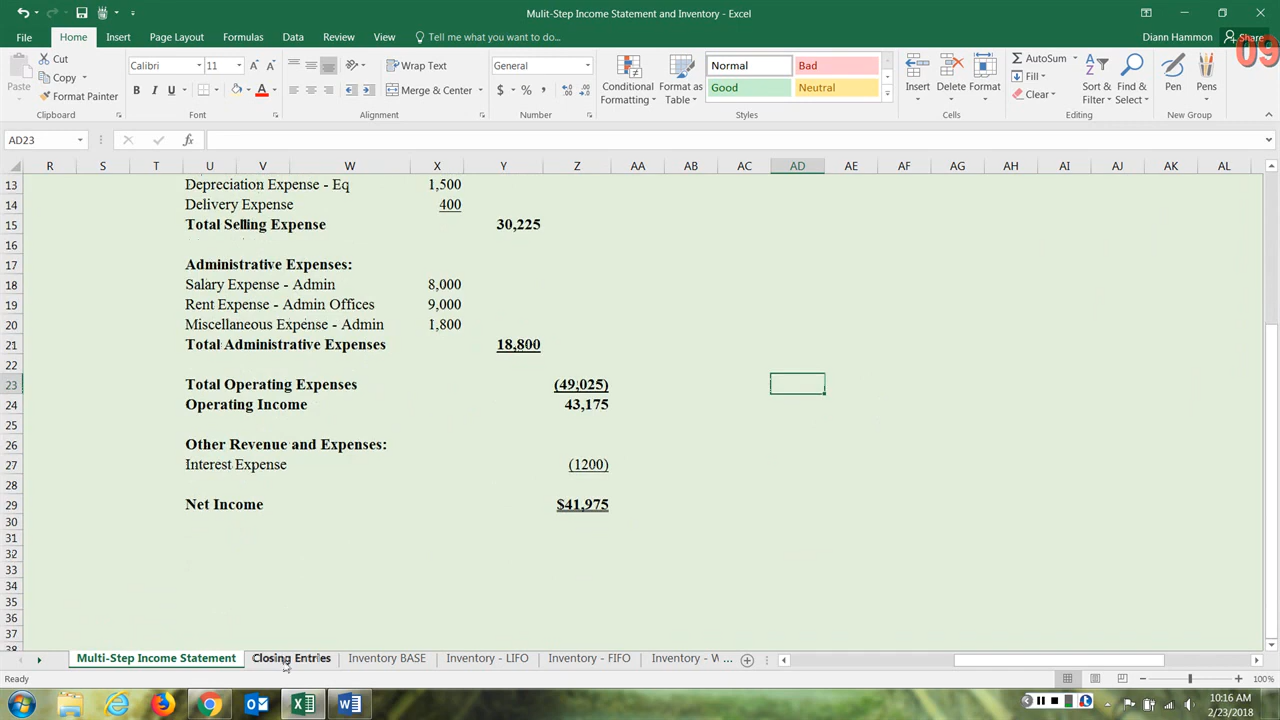 Mulit-Step Income Statement and Inventory - Excel
File Home Insert Page Layout Formulas Data Review View Tell me what you want to do... Diann Hammon Share
09
Paste Cut Copy Format Painter Clipboard
Calibri 11 A A B I U A Font
Wrap Text Merge & Center Alignment
General $ % , Number
Conditional Formatting Format as Table Normal Bad Good Neutral Styles
Insert Delete Format Cells
AutoSum Fill Clear Sort & Filter Find & Select Editing
Pen Pens New Group
AD23 fx
R S T U V W X Y Z AA AB AC AD AE AF AG AH AI AJ AK AL
13 Depreciation Expense - Eq 1,500
14 Delivery Expense 400
15 Total Selling Expense 30,225
16
17 Administrative Expenses:
18 Salary Expense - Admin 8,000
19 Rent Expense - Admin Offices 9,000
20 Miscellaneous Expense - Admin 1,800
21 Total Administrative Expenses 18,800
22
23 Total Operating Expenses (49,025)
24 Operating Income 43,175
25
26 Other Revenue and Expenses:
27 Interest Expense (1200)
28
29 Net Income $41,975
30
31
32
33
34
35
36
37
38
Multi-Step Income Statement Closing Entries Inventory BASE Inventory - LIFO Inventory - FIFO Inventory - W ...
Ready 100%
10:16 AM
2/23/2018